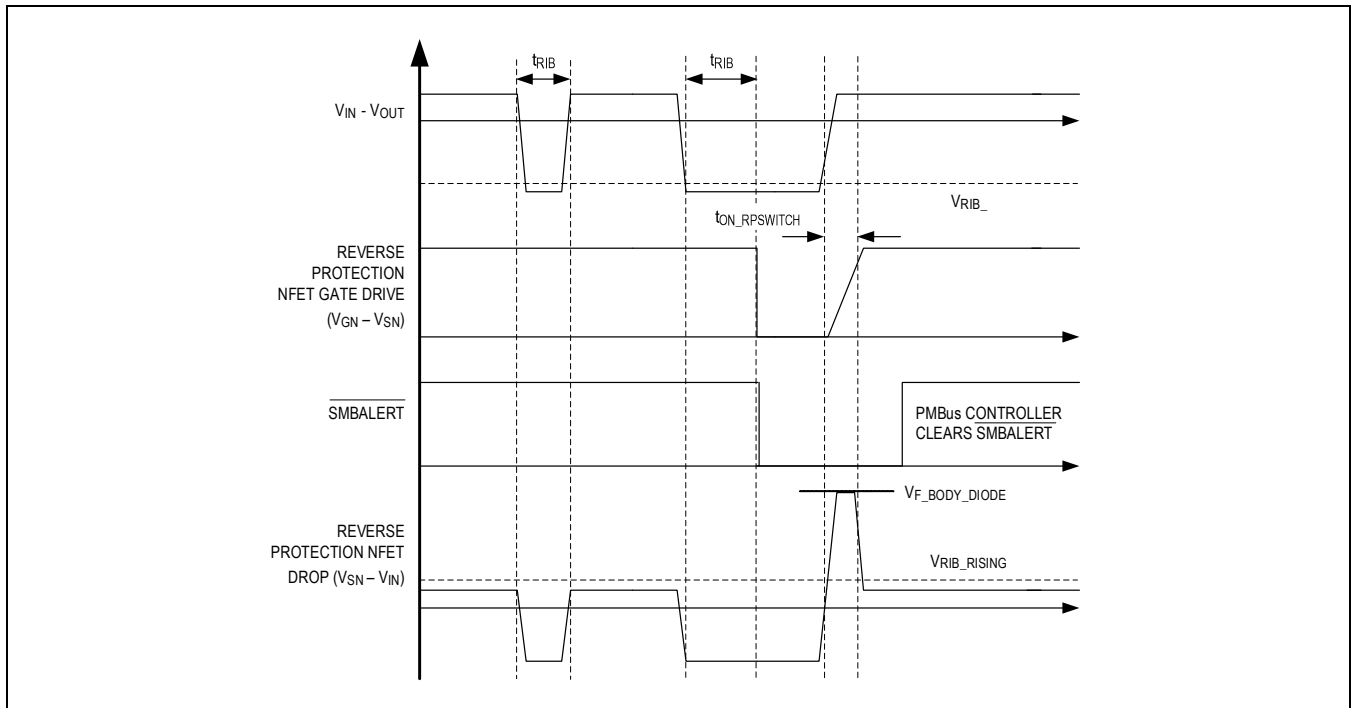 tRIB
tRIB
VIN - VOUT
VRIB_
tON_RPSWITCH
REVERSE
PROTECTION
NFET GATE DRIVE
(VGN – VSN)
SMBALERT
PMBus CONTROLLER
CLEARS SMBALERT
VF_BODY_DIODE
REVERSE
PROTECTION NFET
DROP (VSN – VIN)
VRIB_RISING